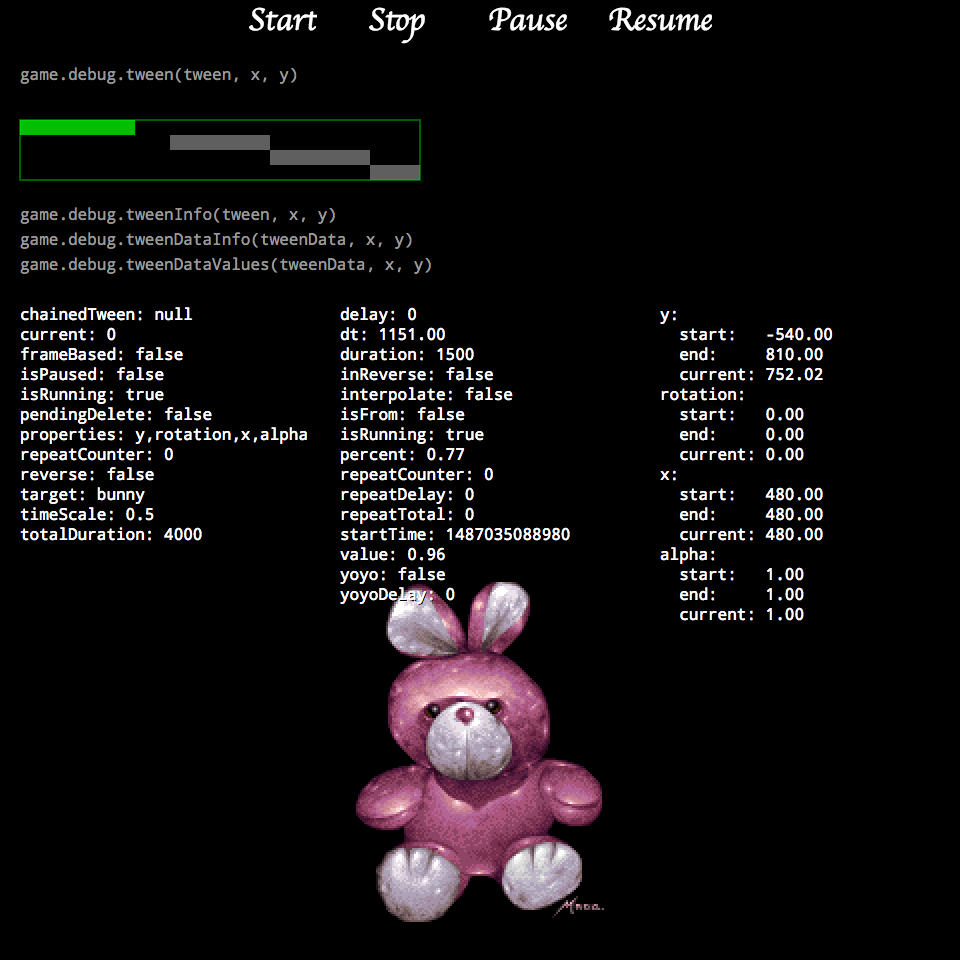 Start Stop Pause Resume
game.debug.tween(tween, x, y)
game.debug.tweenInfo(tween, x, y)
game.debug.tweenDataInfo(tweenData, x, y)
game.debug.tweenDataValues(tweenData, x, y)
chainedTween: null
current: 0
frameBased: false
isPaused: false
isRunning: true
pendingDelete: false
properties: y,rotation,x,alpha
repeatCounter: 0
reverse: false
target: bunny
timeScale: 0.5
totalDuration: 4000
delay: 0
dt: 1151.00
duration: 1500
inReverse: false
interpolate: false
isFrom: false
isRunning: true
percent: 0.77
repeatCounter: 0
repeatDelay: 0
repeatTotal: 0
startTime: 1487035088980
value: 0.96
yoyo: false
yoyoDelay: 0
y:
start: -540.00
end: 810.00
current: 752.02
rotation:
start: 0.00
end: 0.00
current: 0.00
x:
start: 480.00
end: 480.00
current: 480.00
alpha:
start: 1.00
end: 1.00
current: 1.00